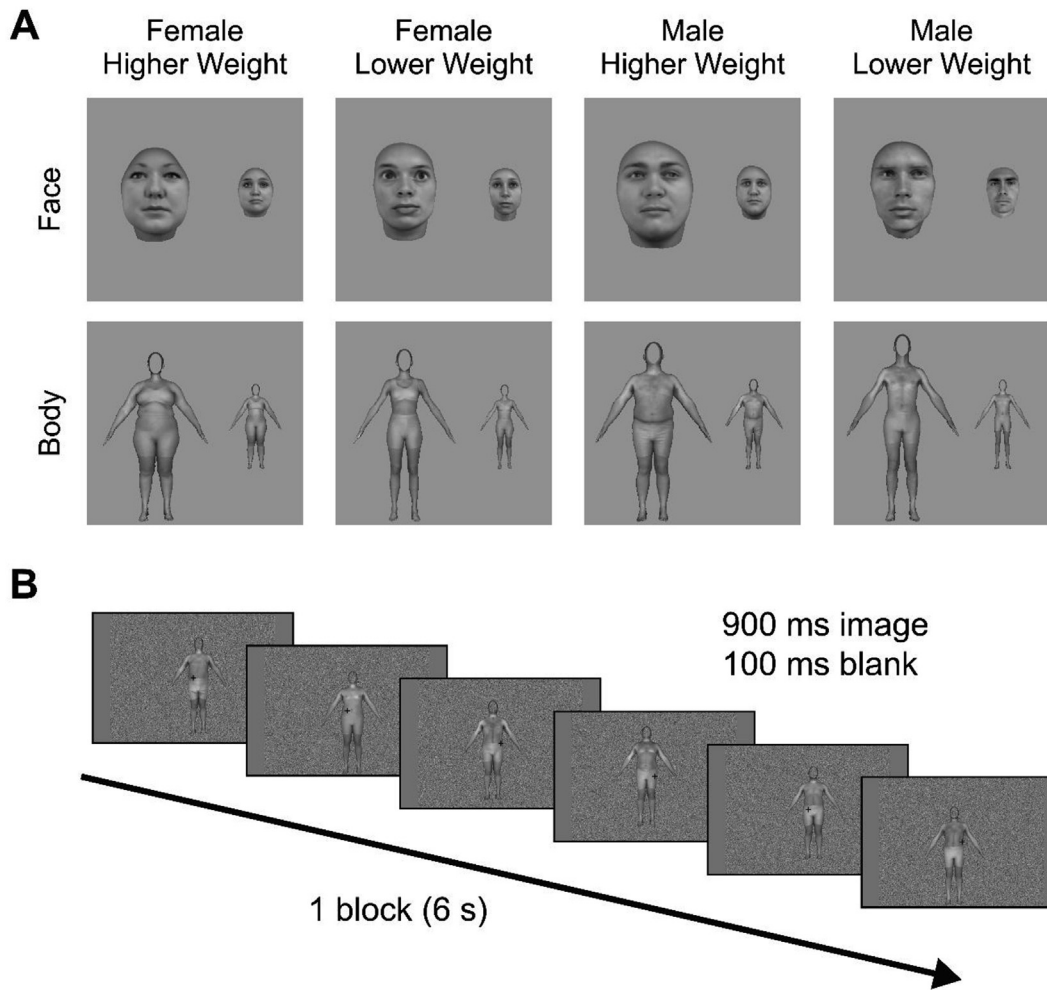 A
Female
Higher Weight
Female
Lower Weight
Male
Higher Weight
Male
Lower Weight
Face
Body
B
900 ms image
100 ms blank
1 block (6 s)